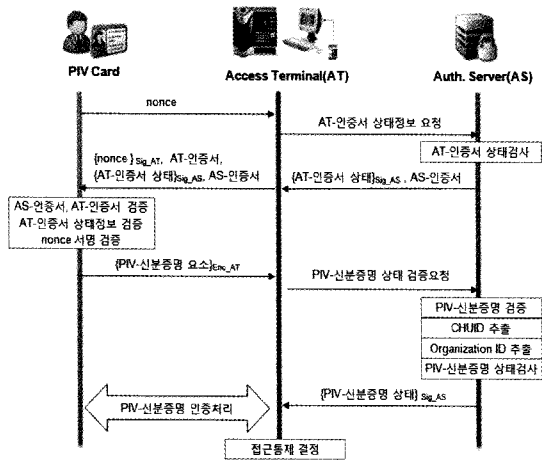 PIV Card
Access Terminal(AT)
Auth. Server(AS)
nonce
AT-인증서 상태정보 요청
AT-인증서 상태검사
{nonce}Sig_AT, AT-인증서,
{AT-인증서 상태}Sig_AS, AS-인증서
{AT-인증서 상태}Sig_AS, AS-인증서
AS-인증서, AT-인증서 검증
AT-인증서 상태정보 검증
nonce 서명 검증
{PIV-신분증명 요소}Enc_AT
PIV-신분증명 상태 검증요청
PIV-신분증명 검증
CHUID 추출
Organization ID 추출
PIV-신분증명 상태검사
{PIV-신분증명 상태} Sig_AS
PIV-신분증명 인증처리
접근통제 결정